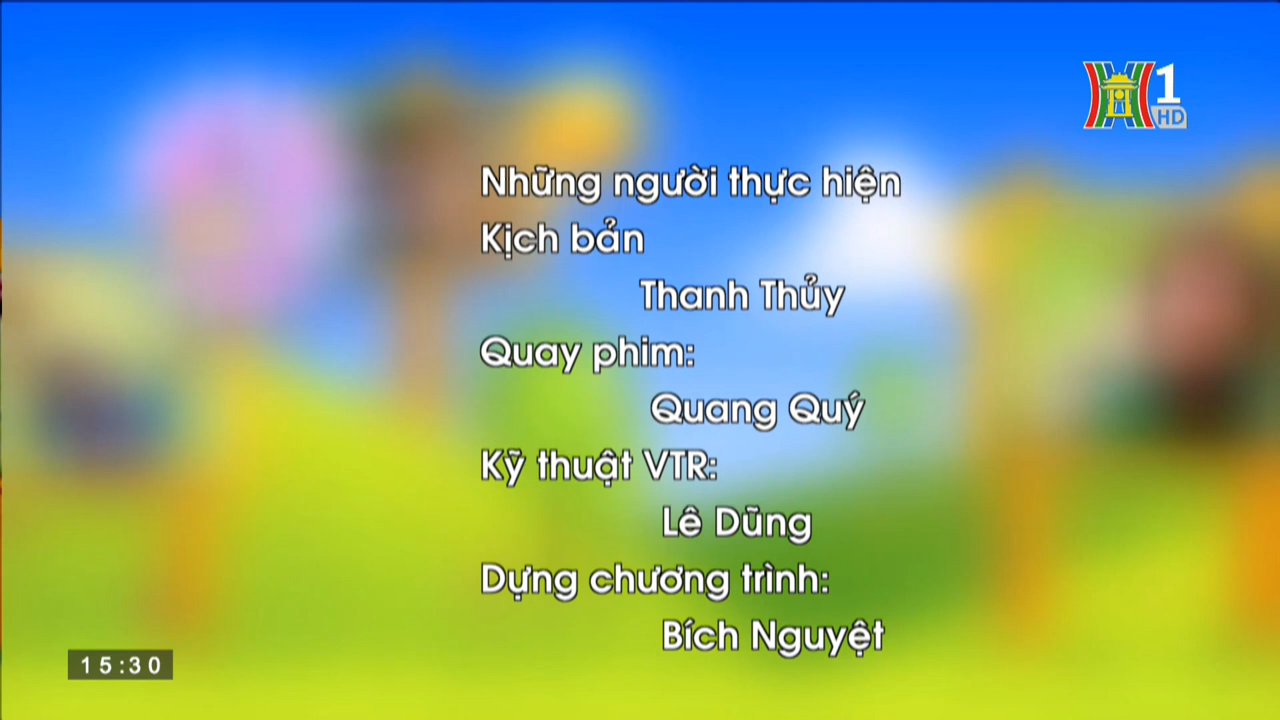 1
HD
Những người thực hiện
Kịch bản
Thanh Thủy
Quay phim:
Quang Quý
Kỹ thuật VTR:
Lê Dũng
Dựng chương trình:
Bích Nguyệt
15:30